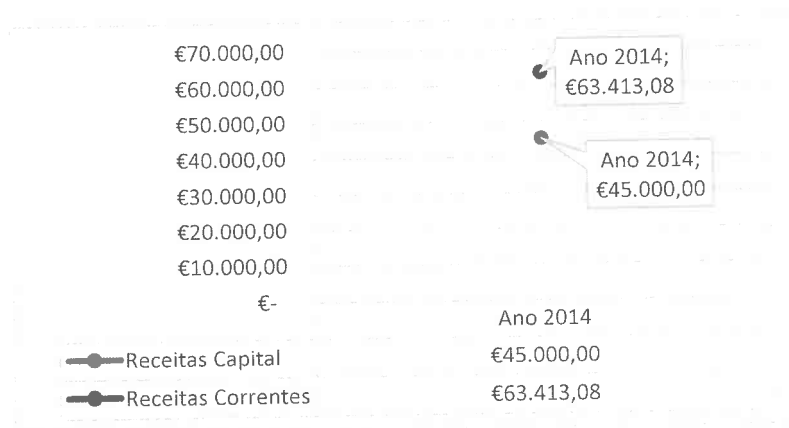 €70.000,00
€60.000,00
€50.000,00
€40.000,00
€30.000,00
€20.000,00
€10.000,00
€-
Ano 2014;
€63.413,08
Ano 2014;
€45.000,00
Ano 2014
Receitas Capital €45.000,00
Receitas Correntes €63.413,08